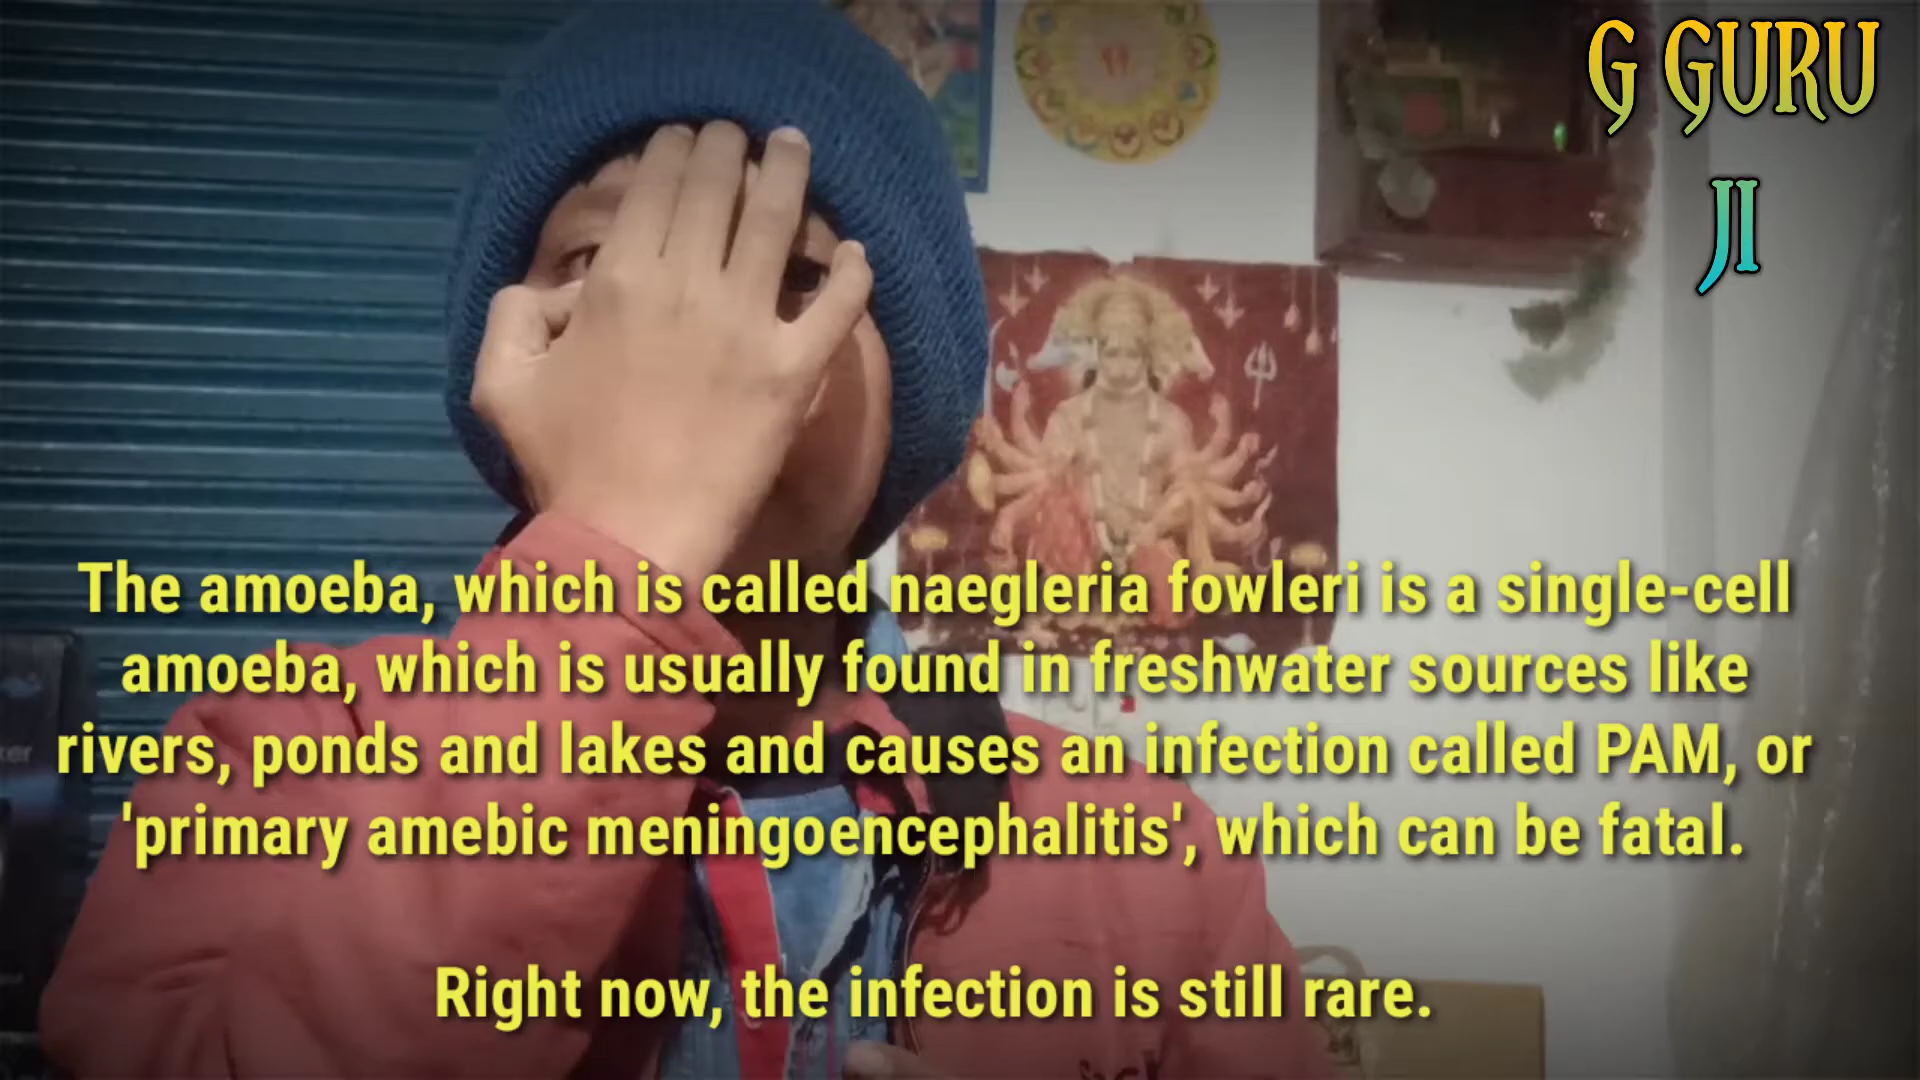 G GURU
JI
The amoeba, which is called naegleria fowleri is a single-cell
amoeba, which is usually found in freshwater sources like
rivers, ponds and lakes and causes an infection called PAM, or
'primary amebic meningoencephalitis', which can be fatal.
Right now, the infection is still rare.